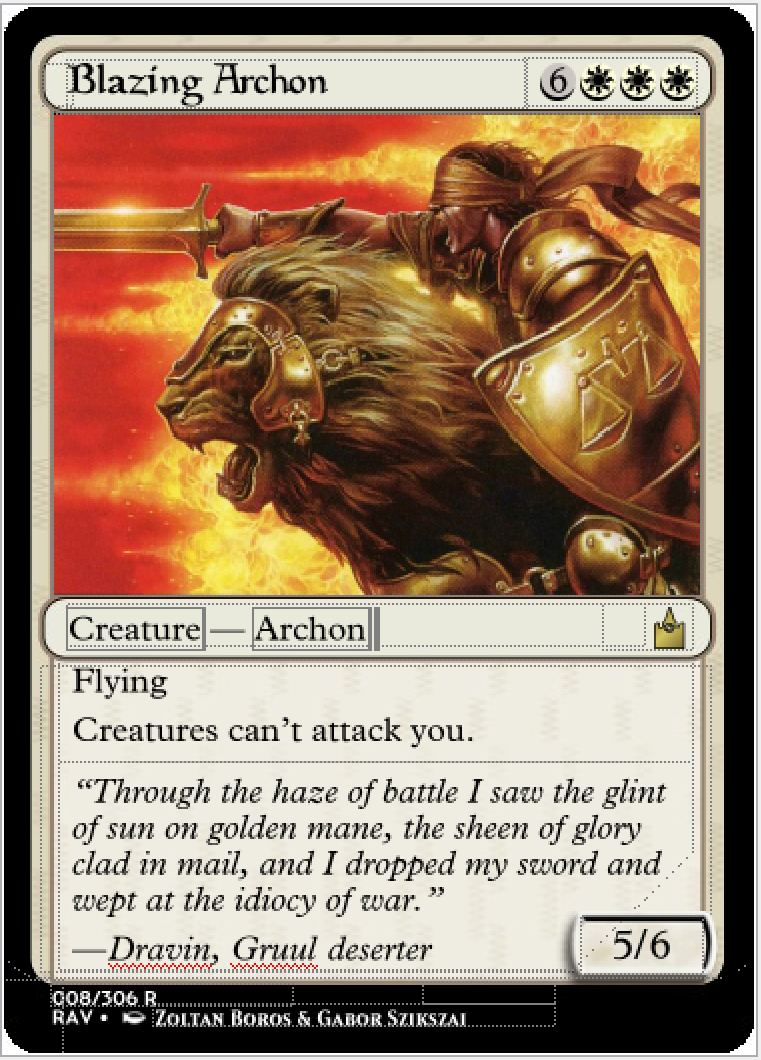 Blazing Archon 6
Creature — Archon
Flying
Creatures can't attack you.
“Through the haze of battle I saw the glint
of sun on golden mane, the sheen of glory
clad in mail, and I dropped my sword and
wept at the idiocy of war.”
—Dravin, Gruul deserter
5/6
008/306 R
RAV • Zoltan Boros & Gabor Szikszai